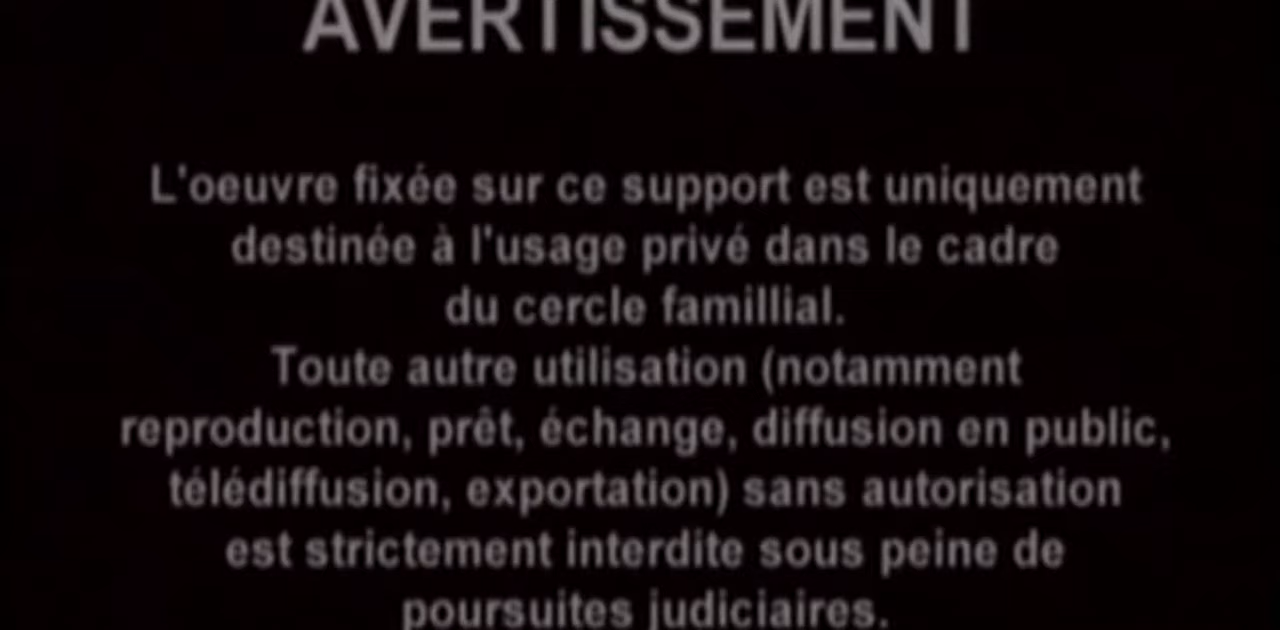 AVERTISSEMENT
L'oeuvre fixée sur ce support est uniquement
destinée à l'usage privé dans le cadre
du cercle famillial.
Toute autre utilisation (notamment
reproduction, prêt, échange, diffusion en public,
télédiffusion, exportation) sans autorisation
est strictement interdite sous peine de
poursuites judiciaires.